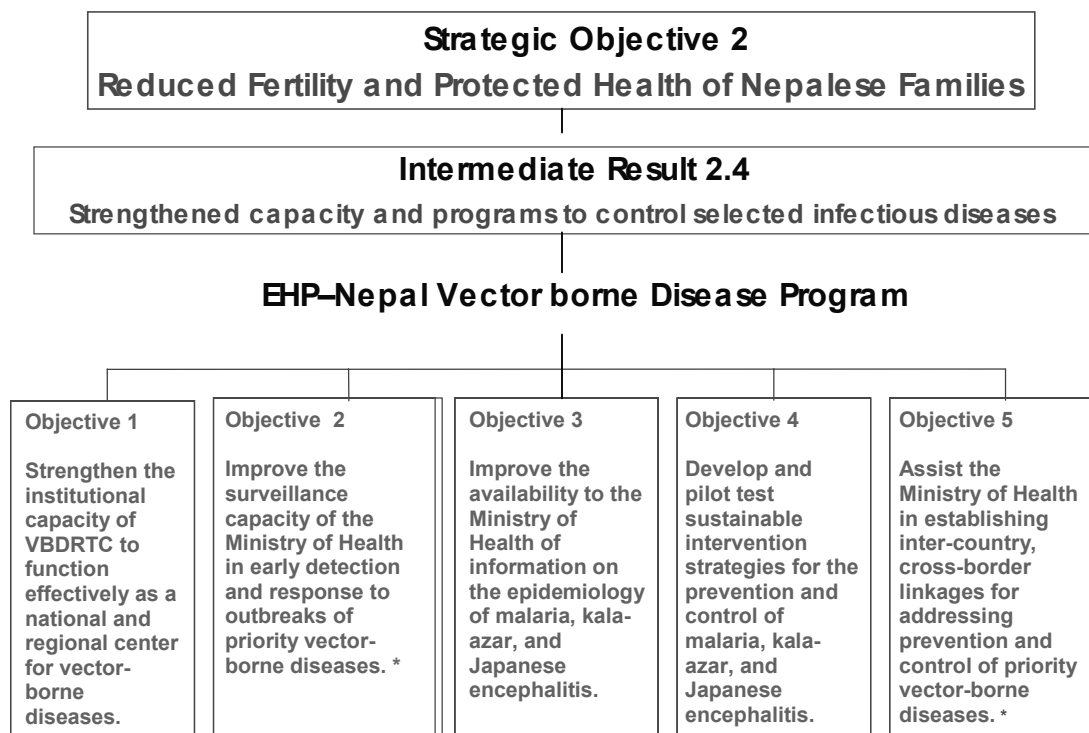 Strategic Objective 2
Reduced Fertility and Protected Health of Nepalese Families
Intermediate Result 2.4
Strengthened capacity and programs to control selected infectious diseases
EHP–Nepal Vector borne Disease Program
Objective 1
Strengthen the
institutional
capacity of
VBDRTC to
function
effectively as a
national and
regional center
for vector-
borne
diseases.
Objective 2
Improve the
surveillance
capacity of the
Ministry of Health
in early detection
and response to
outbreaks of
priority vector-
borne diseases. *
Objective 3
Improve the
availability to the
Ministry of
Health of
information on
the epidemiology
of malaria, kala-
azar, and
Japanese
encephalitis.
Objective 4
Develop and
pilot test
sustainable
intervention
strategies for the
prevention and
control of
malaria, kala-
azar, and
Japanese
encephalitis.
Objective 5
Assist the
Ministry of Health
in establishing
inter-country,
cross-border
linkages for
addressing
prevention and
control of priority
vector-borne
diseases. *